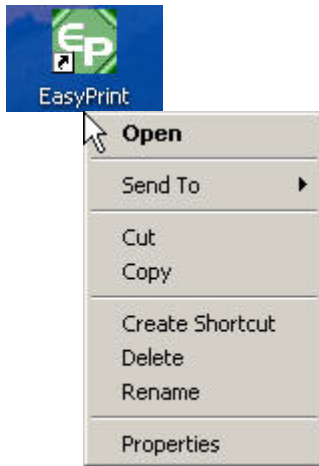 EP
EasyPrint
Open
Send To
Cut
Copy
Create Shortcut
Delete
Rename
Properties